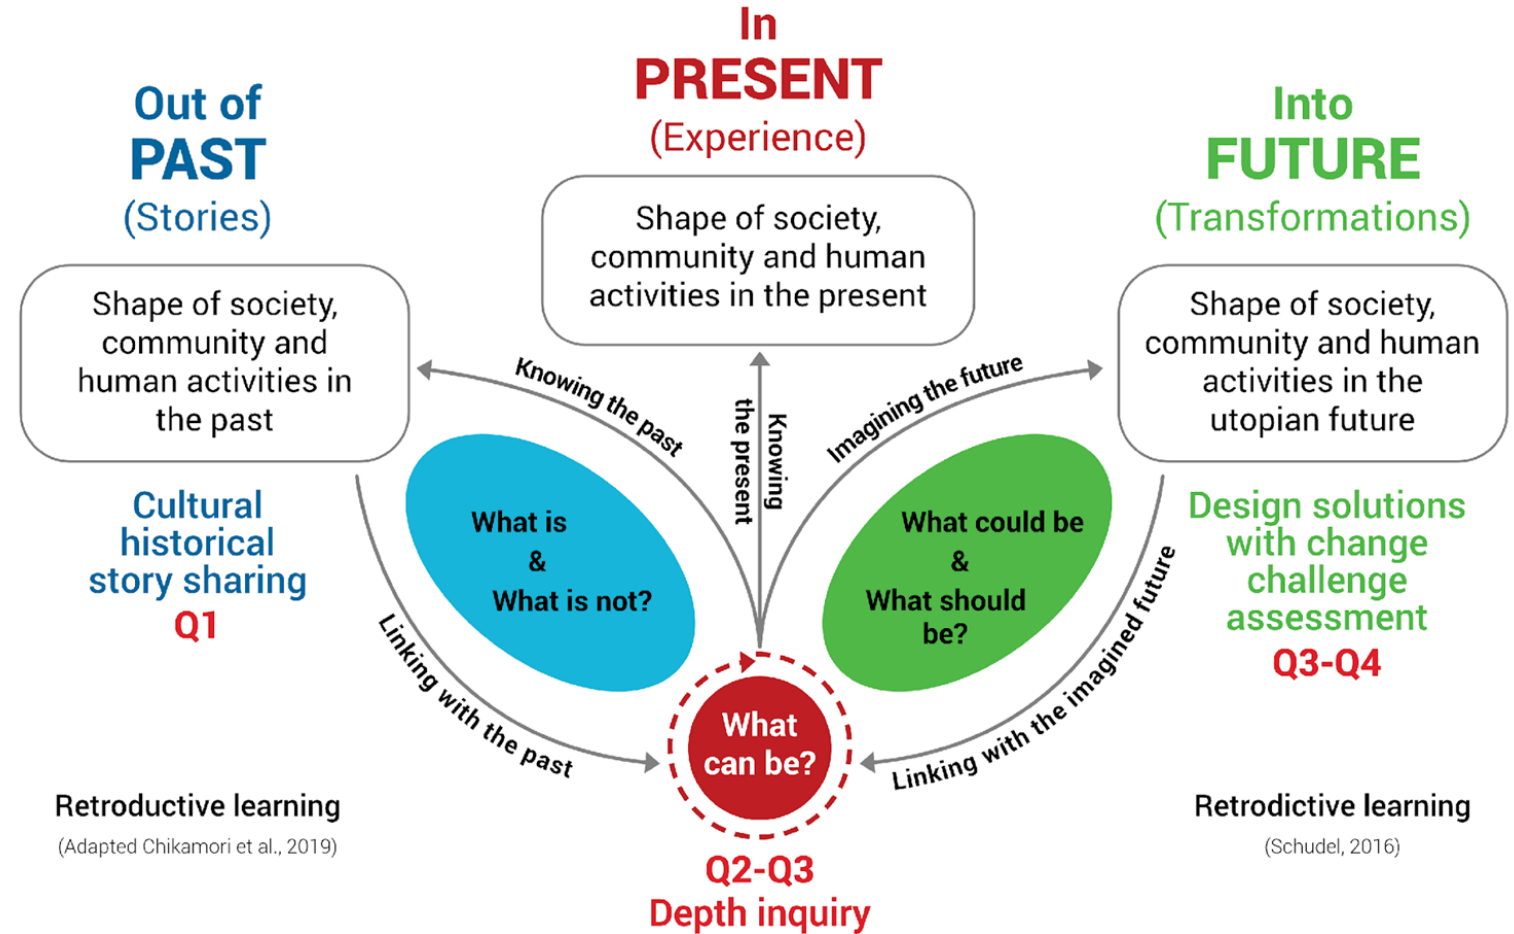 In
PRESENT
(Experience)
Shape of society,
community and human
activities in the present
Out of
PAST
(Stories)
Shape of society,
community and
human activities in
the past
Cultural
historical
story sharing
Q1
Into
FUTURE
(Transformations)
Shape of society,
community and human
activities in the
utopian future
Design solutions
with change
challenge
assessment
Q3-Q4
Knowing the past
Knowing
the present
Imagining the future
What is
&
What is not?
What could be
&
What should
be?
Linking with the past
Linking with the imagined future
What
can be?
Q2-Q3
Depth inquiry
Retroductive learning
(Adapted Chikamori et al., 2019)
Retrodictive learning
(Schudel, 2016)